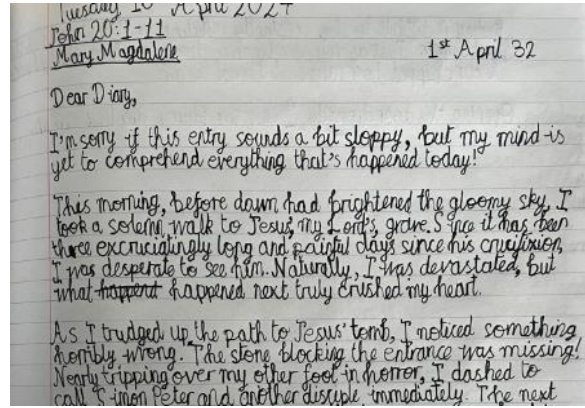 Tuesday 16 April 2024
John 20:1-11
Mary Magdalene
1st April 32
Dear Diary,
I'm sorry if this entry sounds a bit sloppy, but my mind is
yet to comprehend everything that's happened today!
This morning, before dawn had brightened the gloomy sky, I
took a solemn walk to Jesus', my Lord's, grave. Since it has been
three excruciatingly long and painful days since his crucifixion,
I was desperate to see him. Naturally, I was devastated, but
what happent happened next truly crushed my heart.
As I trudged up the path to Jesus' tomb, I noticed something
horribly wrong. The stone blocking the entrance was missing!
Nearly tripping over my other foot in horror, I dashed to
call Simon Peter and another disciple immediately. The next